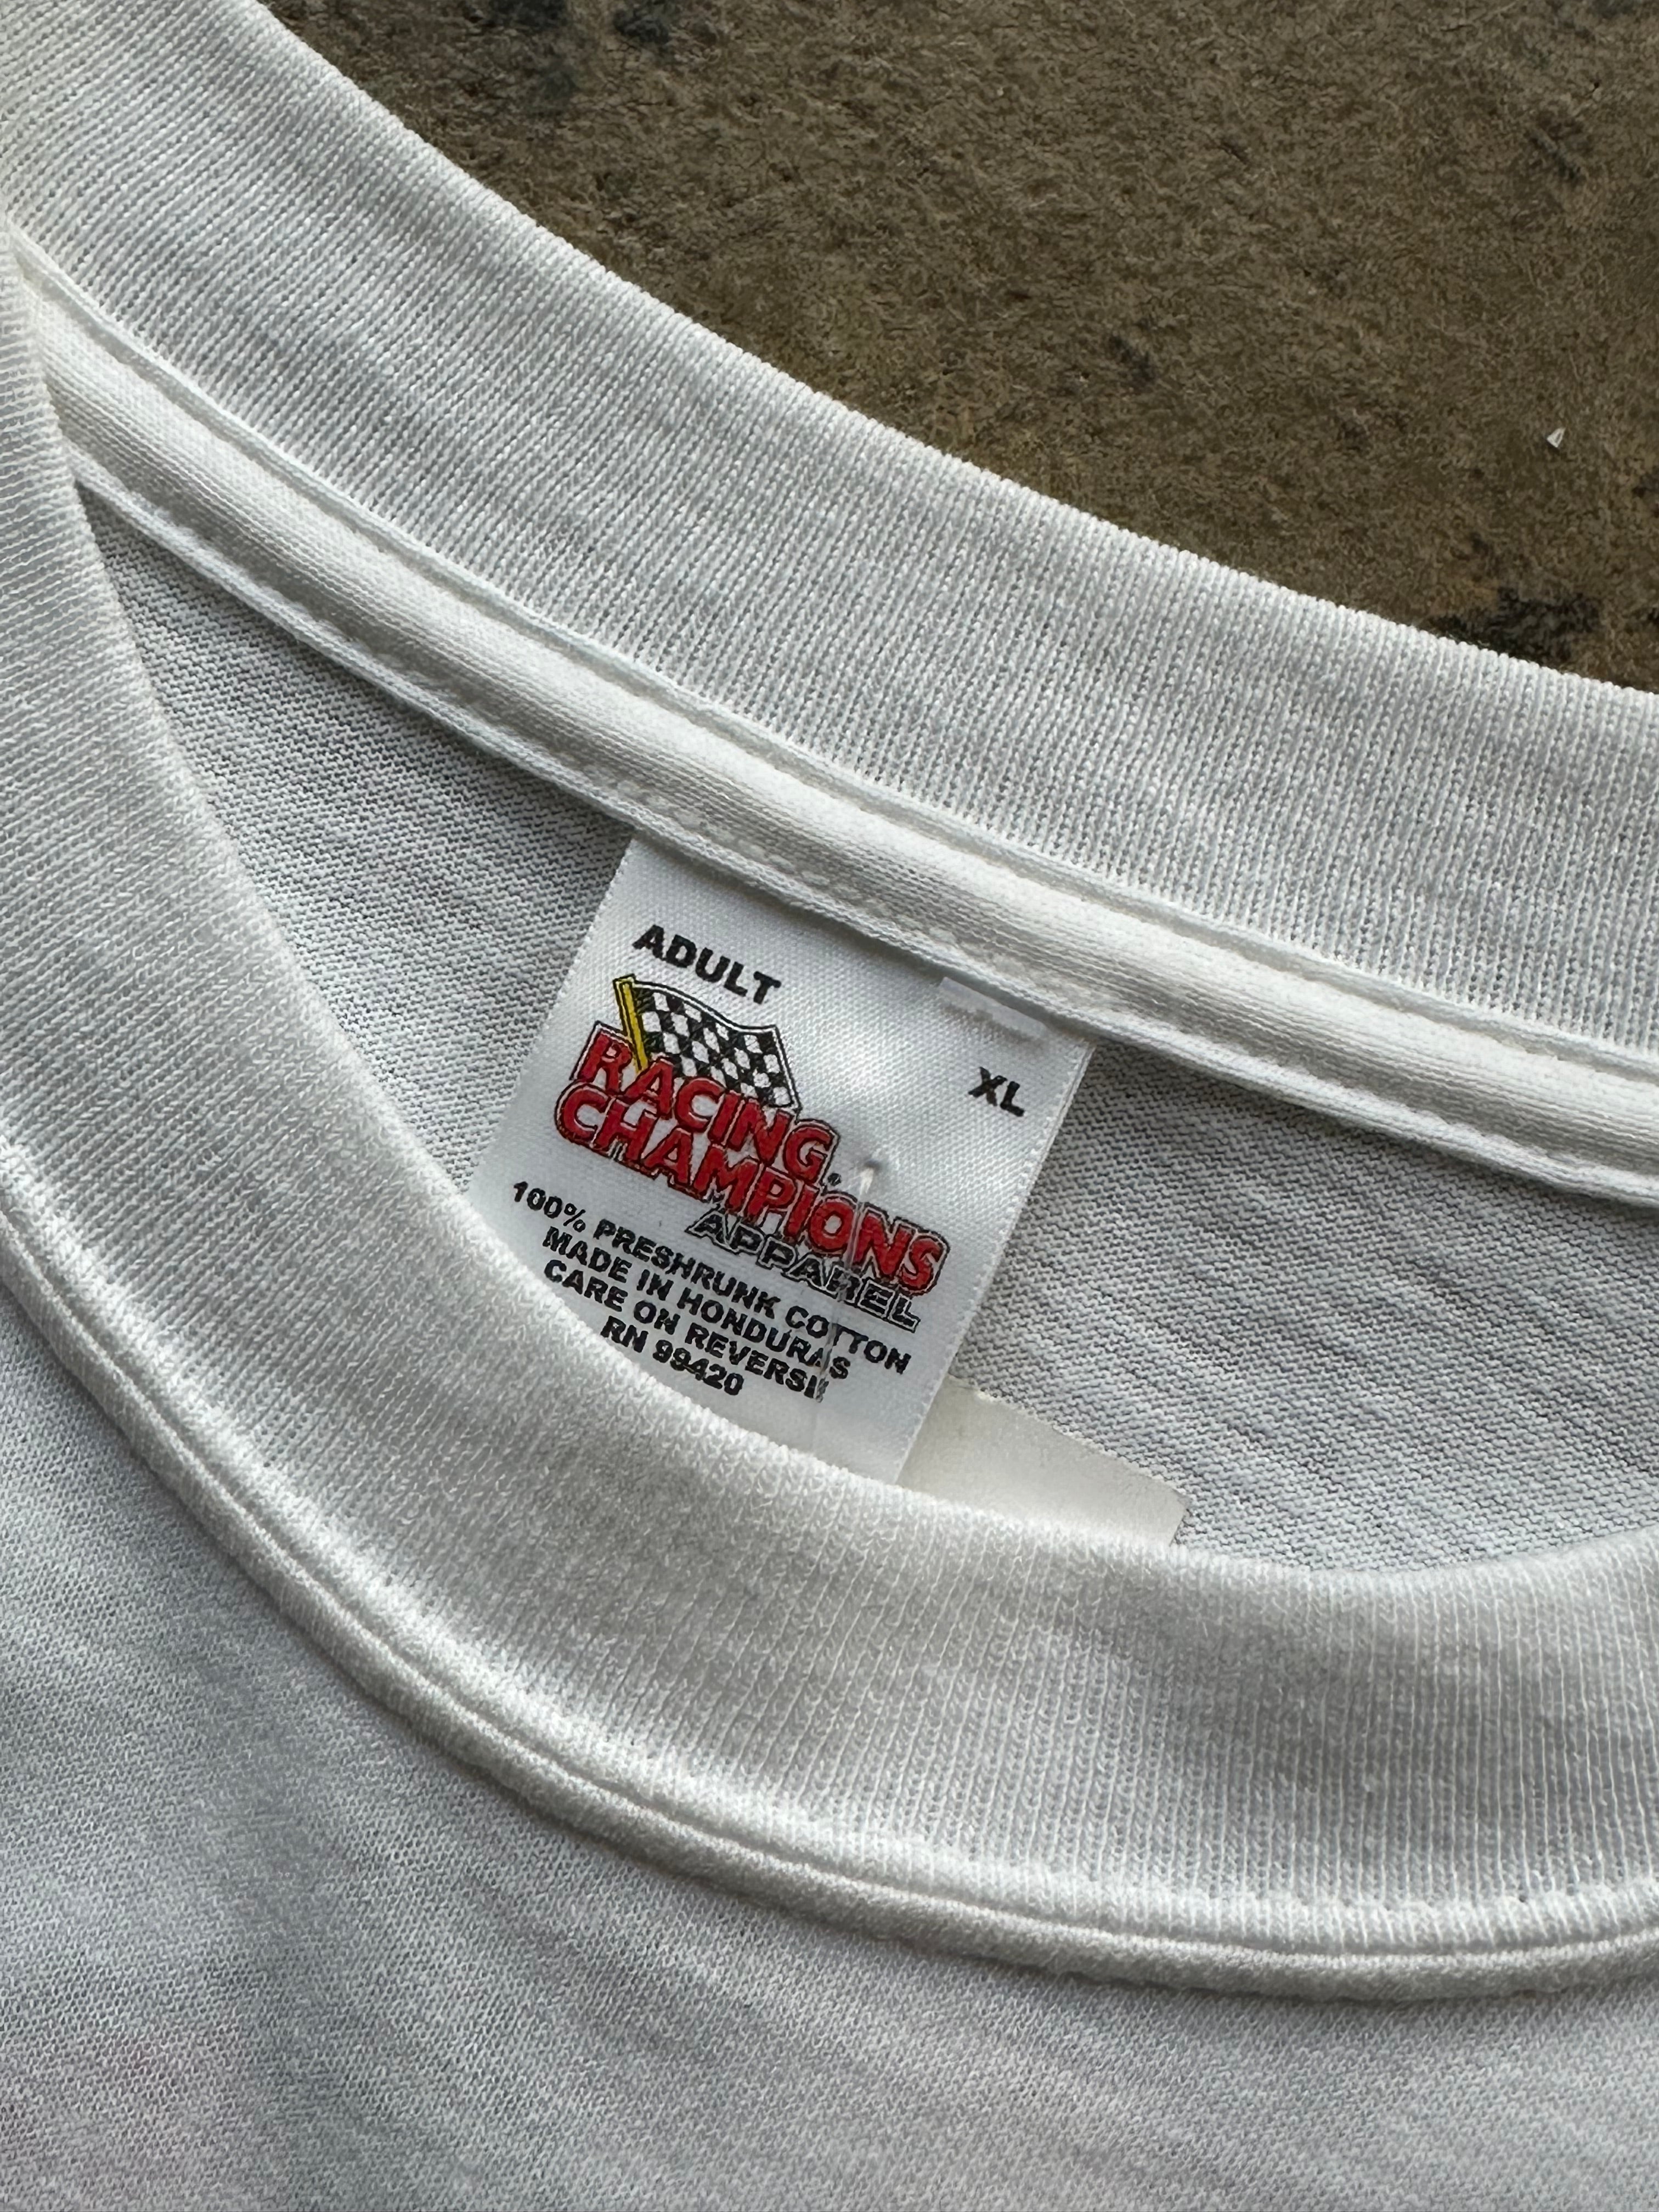 ADULT
XL
RACING
CHAMPIONS
APPAREL
100% PRESHRUNK COTTON
MADE IN HONDURAS
CARE ON REVERSE
RN 99420